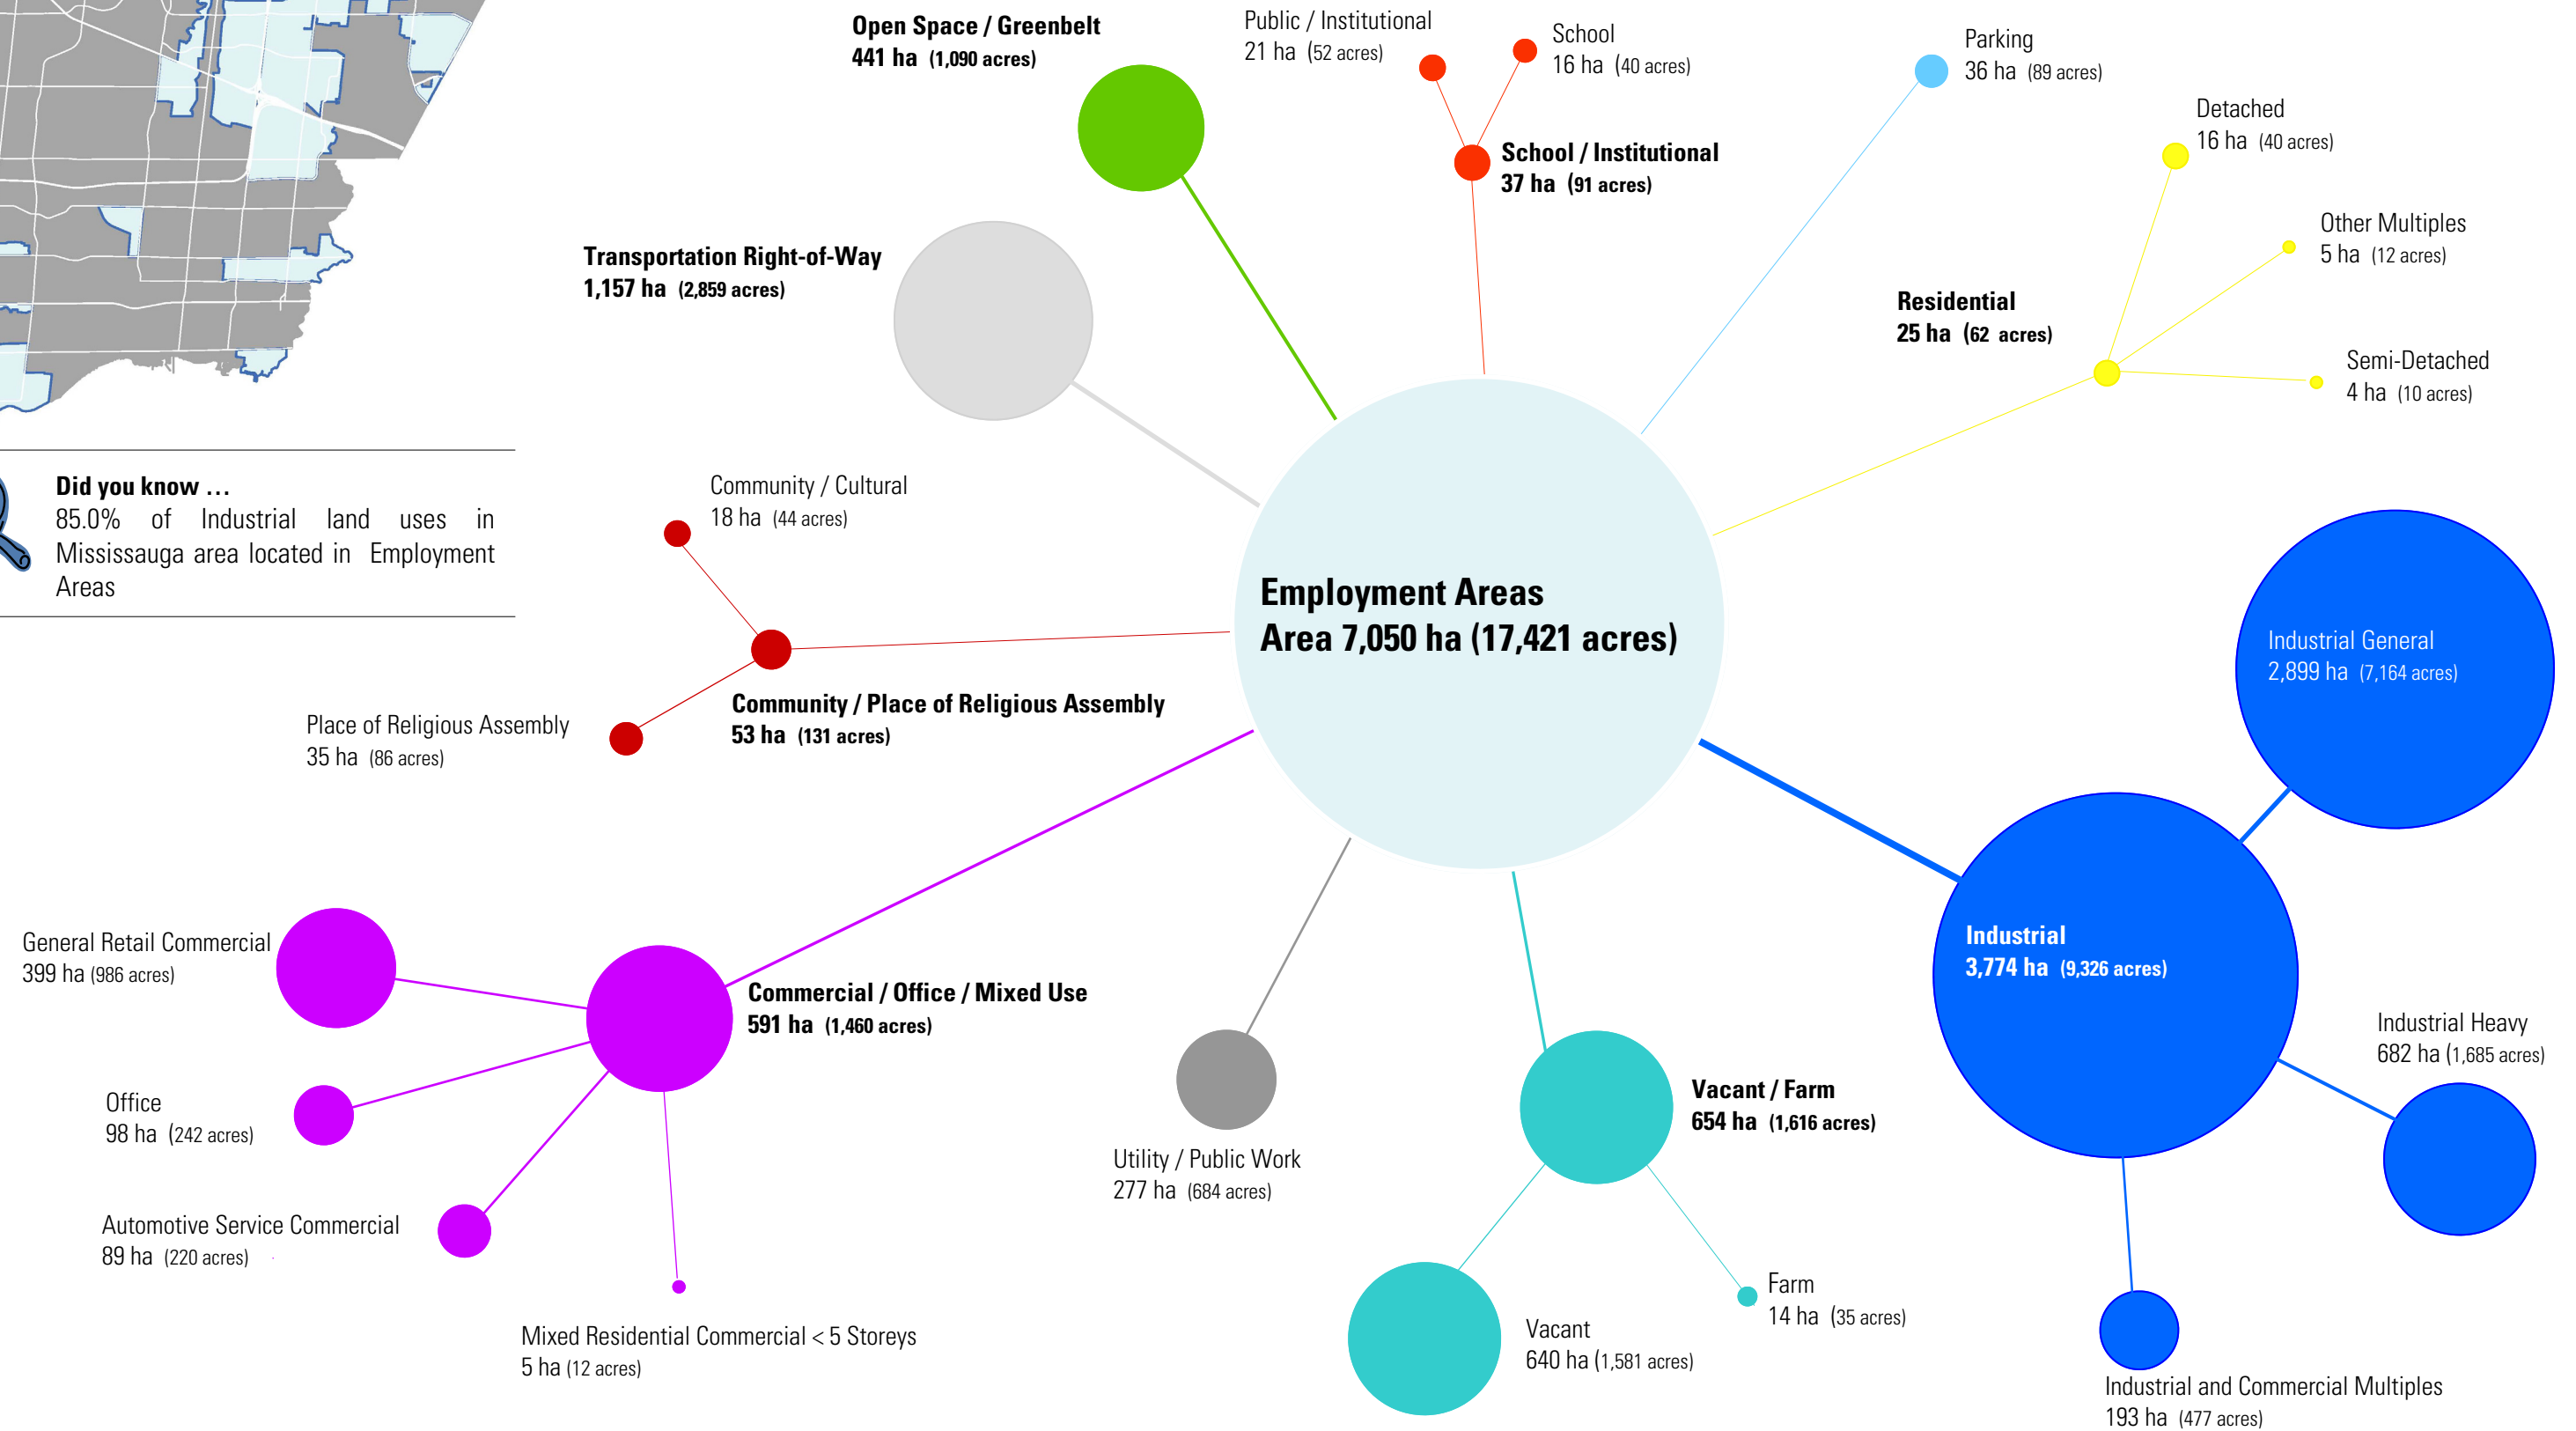 Open Space / Greenbelt
441 ha (1,090 acres)
Public / Institutional
21 ha (52 acres)
School
16 ha (40 acres)
School / Institutional
37 ha (91 acres)
Parking
36 ha (89 acres)
Detached
16 ha (40 acres)
Other Multiples
5 ha (12 acres)
Residential
25 ha (62 acres)
Semi-Detached
4 ha (10 acres)
Transportation Right-of-Way
1,157 ha (2,859 acres)
Did you know ...
85.0% of Industrial land uses in
Mississauga area located in Employment
Areas
Community / Cultural
18 ha (44 acres)
Employment Areas
Area 7,050 ha (17,421 acres)
Community / Place of Religious Assembly
53 ha (131 acres)
Place of Religious Assembly
35 ha (86 acres)
Industrial General
2,899 ha (7,164 acres)
Industrial
3,774 ha (9,326 acres)
Industrial Heavy
682 ha (1,685 acres)
General Retail Commercial
399 ha (986 acres)
Commercial / Office / Mixed Use
591 ha (1,460 acres)
Office
98 ha (242 acres)
Automotive Service Commercial
89 ha (220 acres)
Mixed Residential Commercial < 5 Storeys
5 ha (12 acres)
Utility / Public Work
277 ha (684 acres)
Vacant / Farm
654 ha (1,616 acres)
Vacant
640 ha (1,581 acres)
Farm
14 ha (35 acres)
Industrial and Commercial Multiples
193 ha (477 acres)